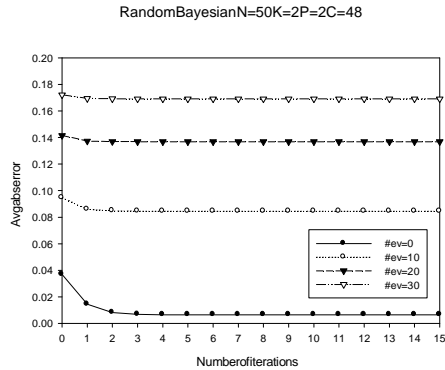 RandomBayesianN=50K=2P=2C=48
Avgabserror
0.20
0.18
0.16
0.14
0.12
0.10
0.08
0.06
0.04
0.02
0.00
#ev=0
#ev=10
#ev=20
#ev=30
0 1 2 3 4 5 6 7 8 9 10 11 12 13 14 15
Numberofiterations